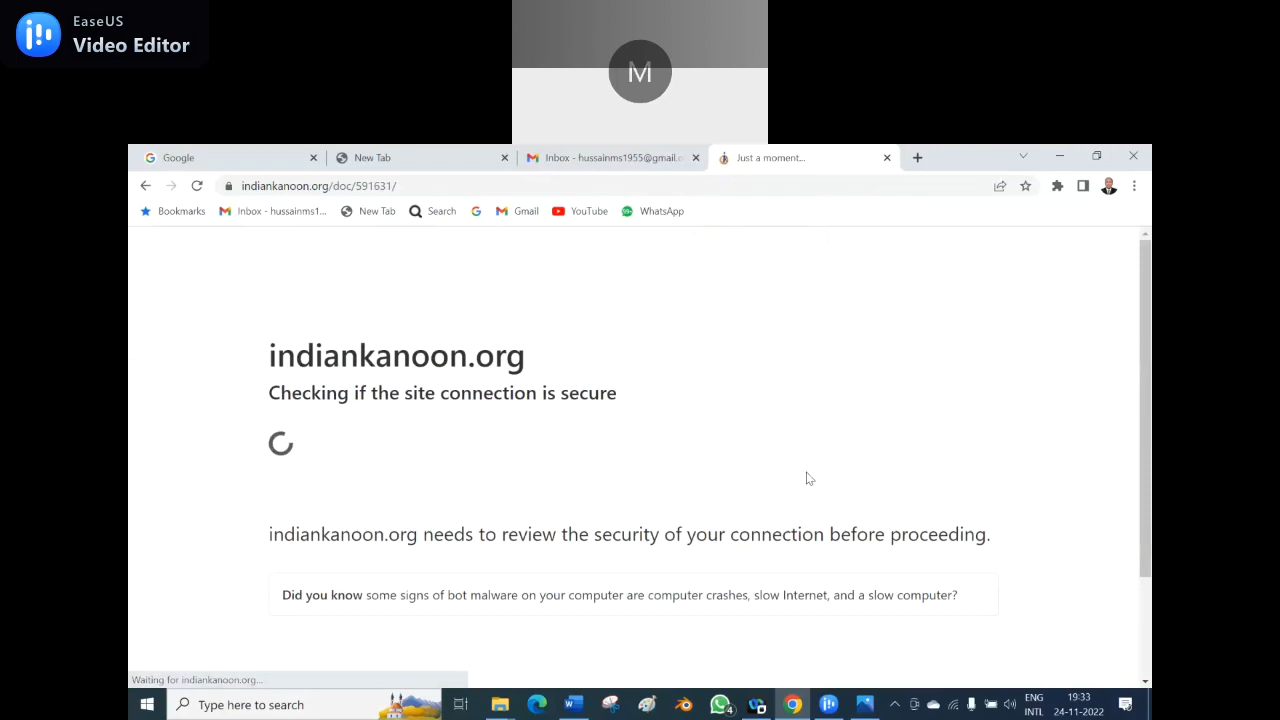 EaseUS
Video Editor
M
Google
New Tab
Inbox - hussainms1955@gmail.c
Just a moment...
indiankanoon.org/doc/591631/
Bookmarks
Inbox - hussainms1...
New Tab
Search
Gmail
YouTube
WhatsApp
indiankanoon.org
Checking if the site connection is secure
indiankanoon.org needs to review the security of your connection before proceeding.
Did you know some signs of bot malware on your computer are computer crashes, slow Internet, and a slow computer?
Waiting for indiankanoon.org...
Type here to search
4
ENG
INTL
19:33
24-11-2022